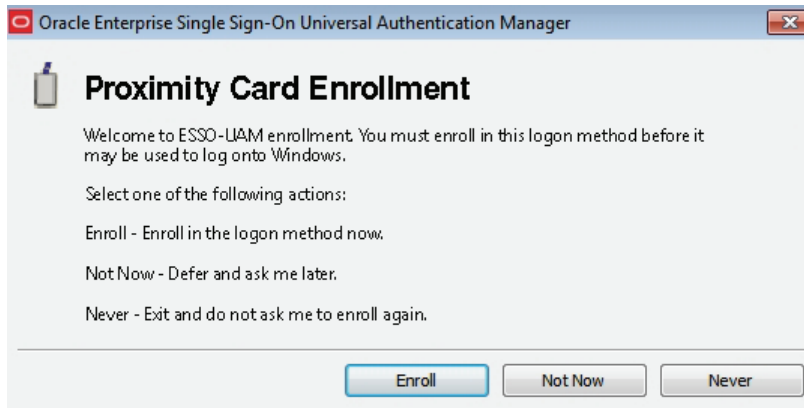 Oracle Enterprise Single Sign-On Universal Authentication Manager
Proximity Card Enrollment
Welcome to ESSO-UAM enrollment. You must enroll in this logon method before it
may be used to log onto Windows.
Select one of the following actions:
Enroll - Enroll in the logon method now.
Not Now - Defer and ask me later.
Never - Exit and do not ask me to enroll again.
Enroll Not Now Never